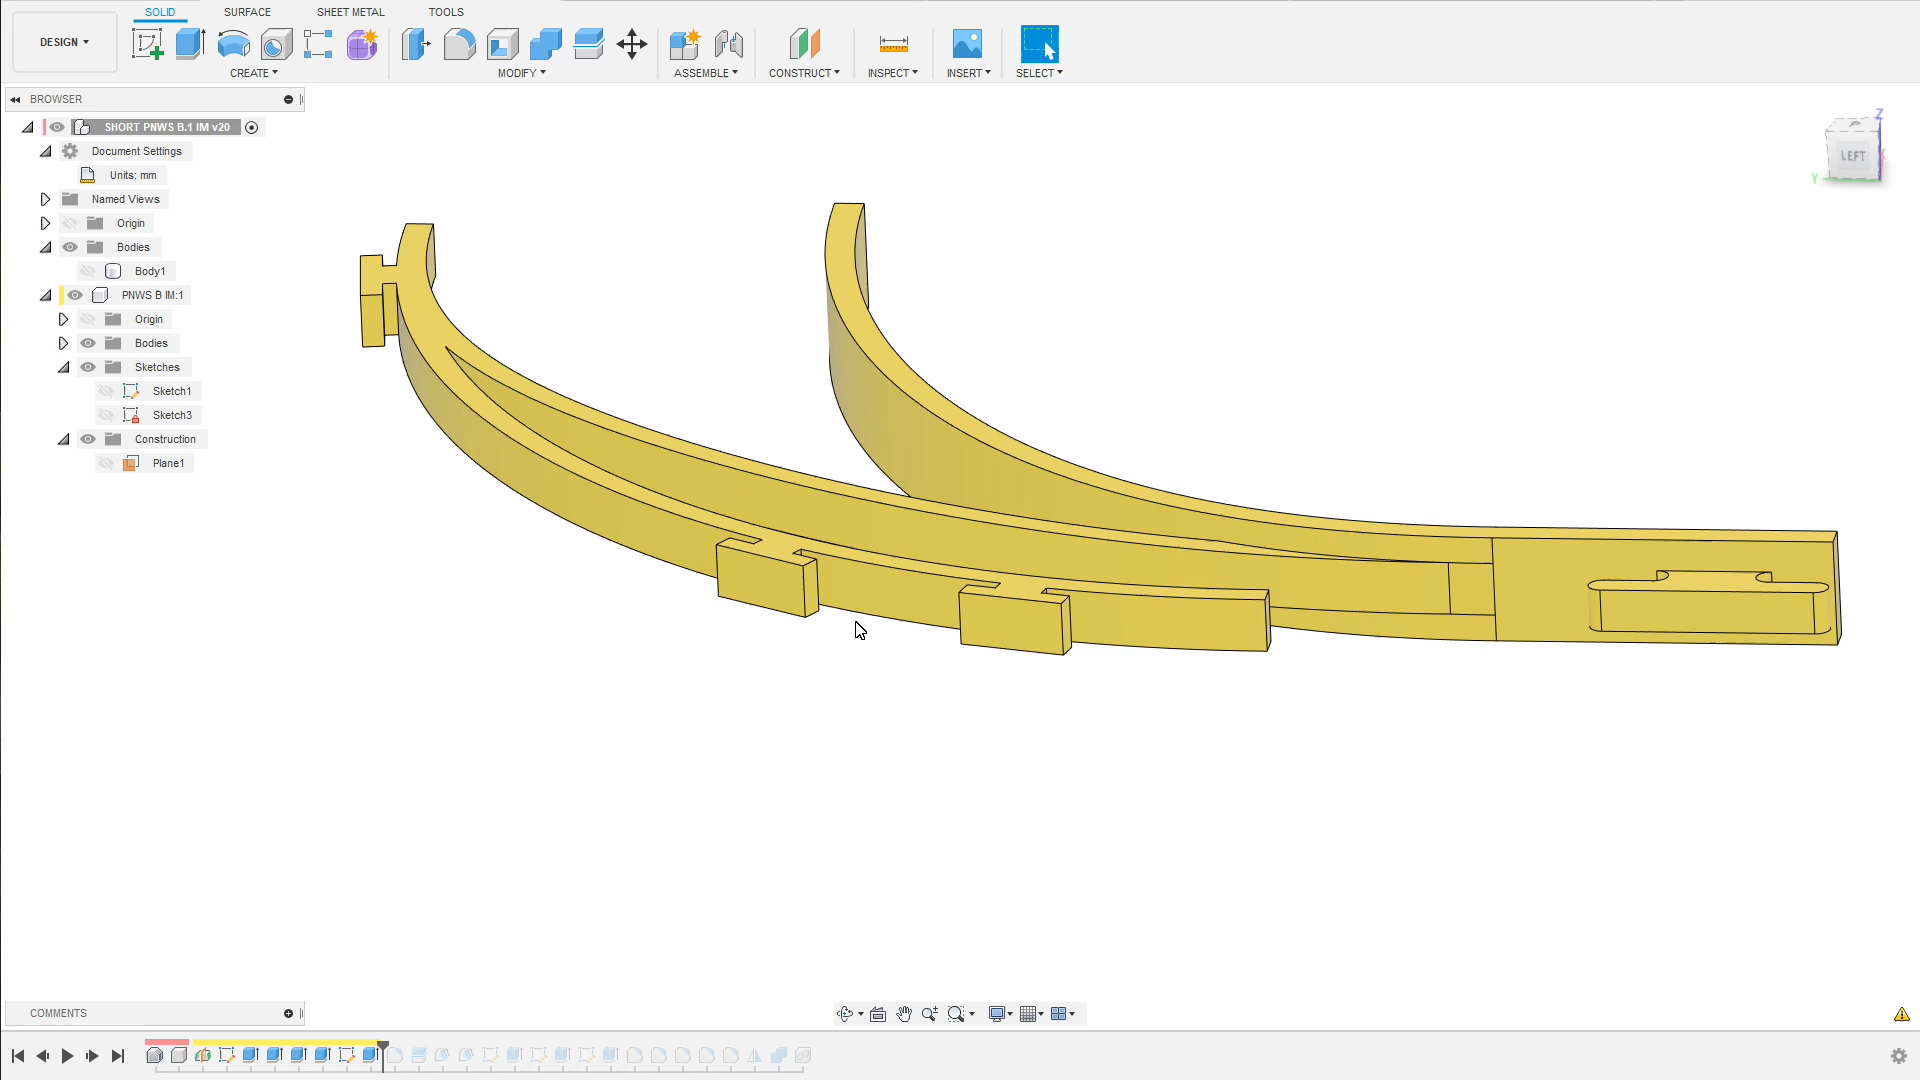 SOLID SURFACE SHEET METAL TOOLS
DESIGN
CREATE MODIFY ASSEMBLE CONSTRUCT INSPECT INSERT SELECT
BROWSER
SHORT PNWS B.1 IM v20
Document Settings
Units: mm
Named Views
Origin
Bodies
Body1
PNWS B IM:1
Origin
Bodies
Sketches
Sketch1
Sketch3
Construction
Plane1
Z
LEFT
X
Y
COMMENTS